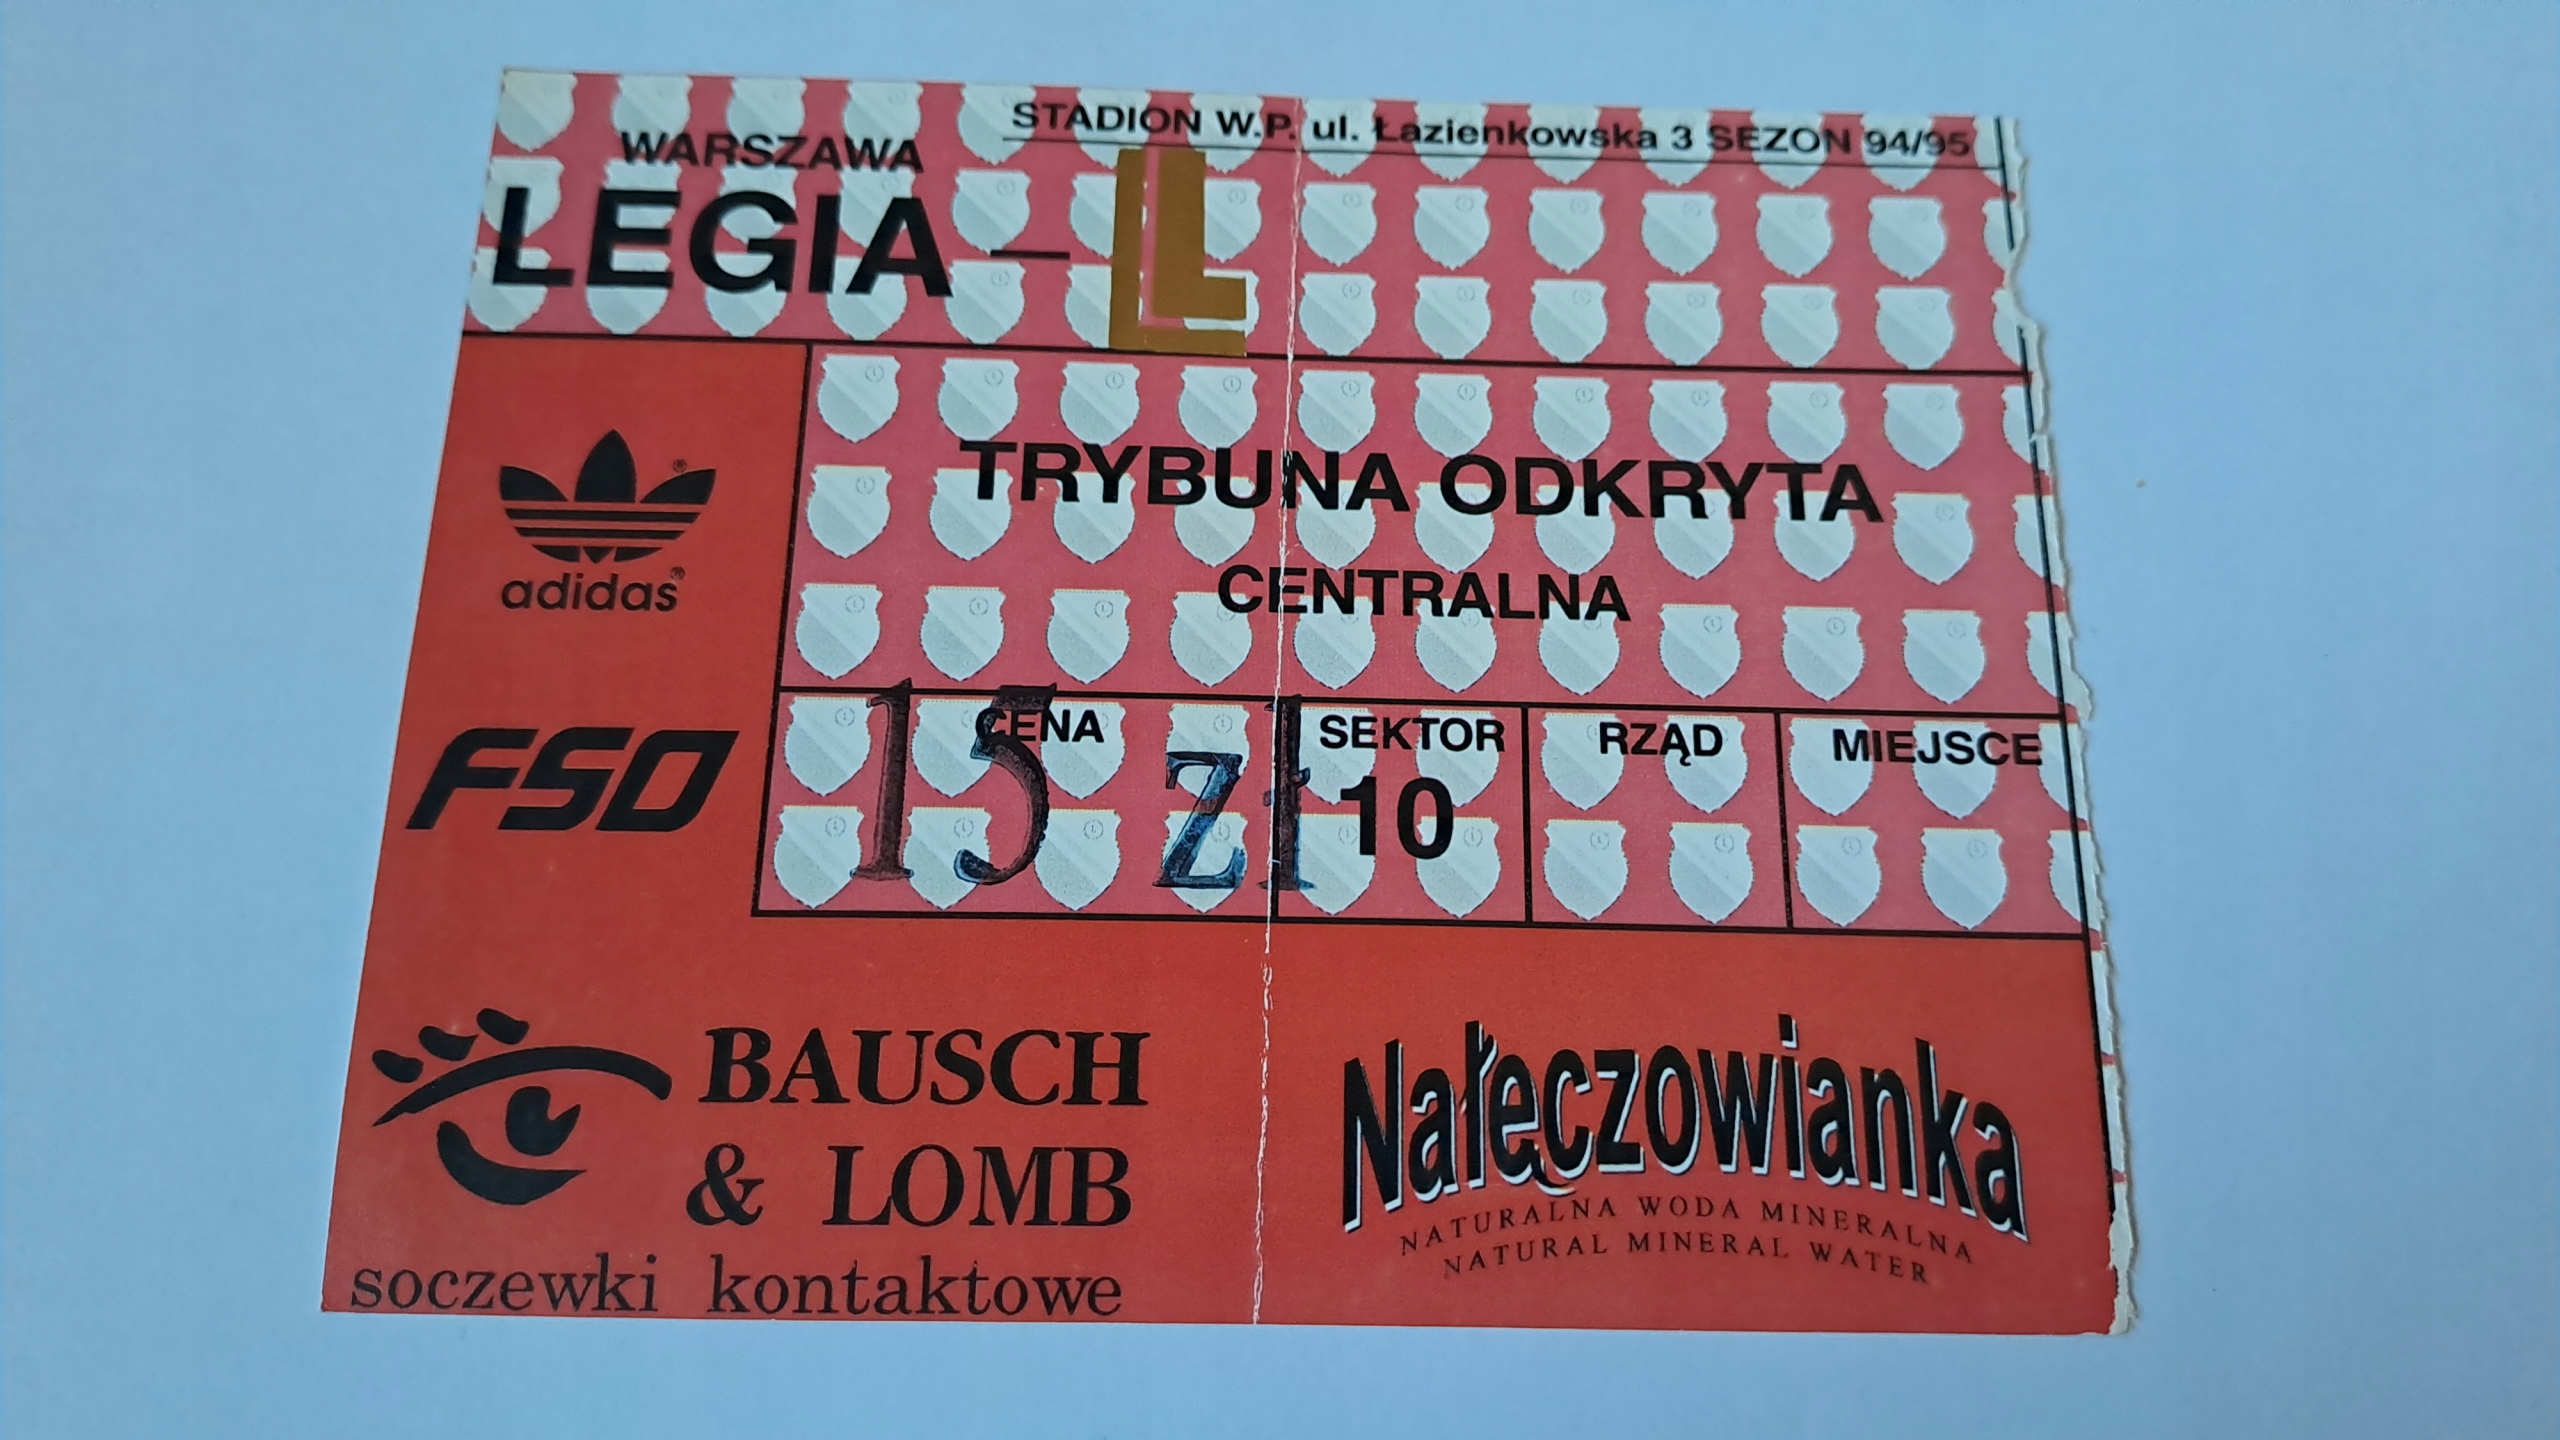 STADION W.P. ul. Łazienkowska 3 SEZON 94/95
WARSZAWA
LEGIA – L
TRYBUNA ODKRYTA
CENTRALNA
adidas®
FSO
CENA
15 zł
SEKTOR
10
RZĄD
MIEJSCE
BAUSCH
& LOMB
soczewki kontaktowe
Nałęczowianka
NATURALNA WODA MINERALNA
NATURAL MINERAL WATER